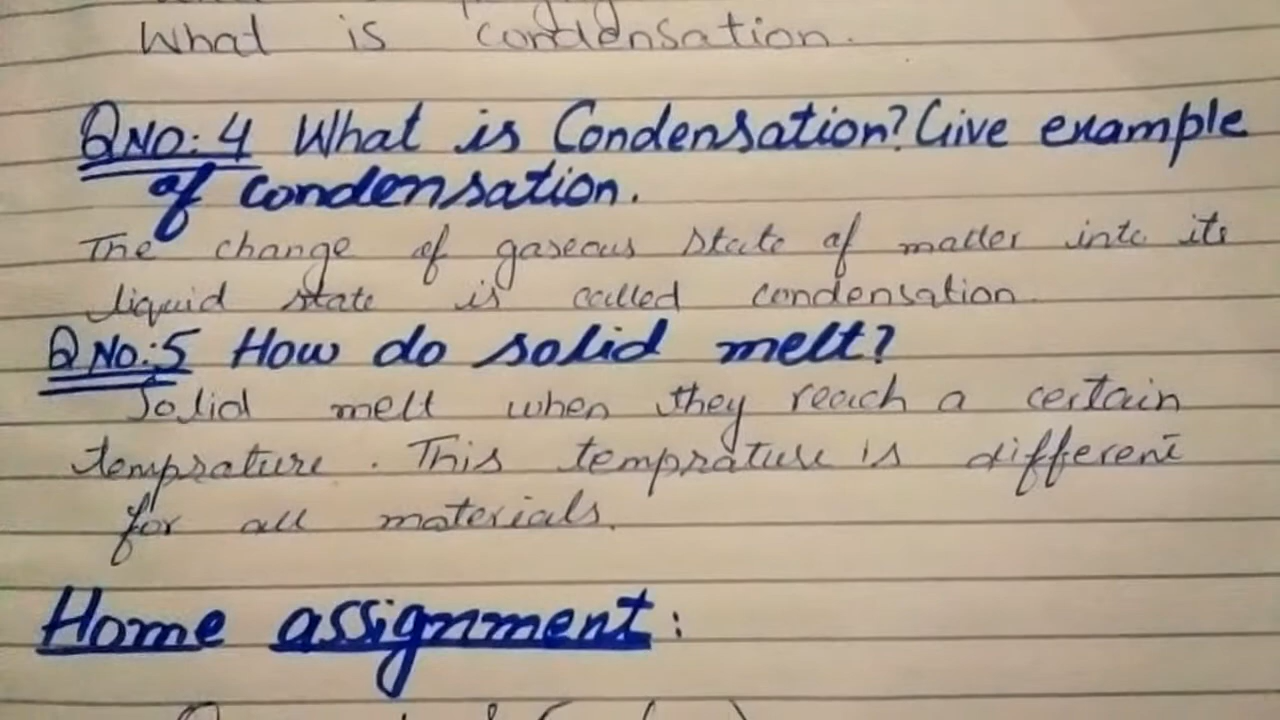 What is condensation.
Q NO: 4 What is Condensation? Give example
of condensation.
The change of gaseous state of matter into its
liquid state is called condensation.
Q NO: 5 How do solid melt?
Solid melt when they reach a certain
temprature. This temprature is different
for all materials.
Home assignment: